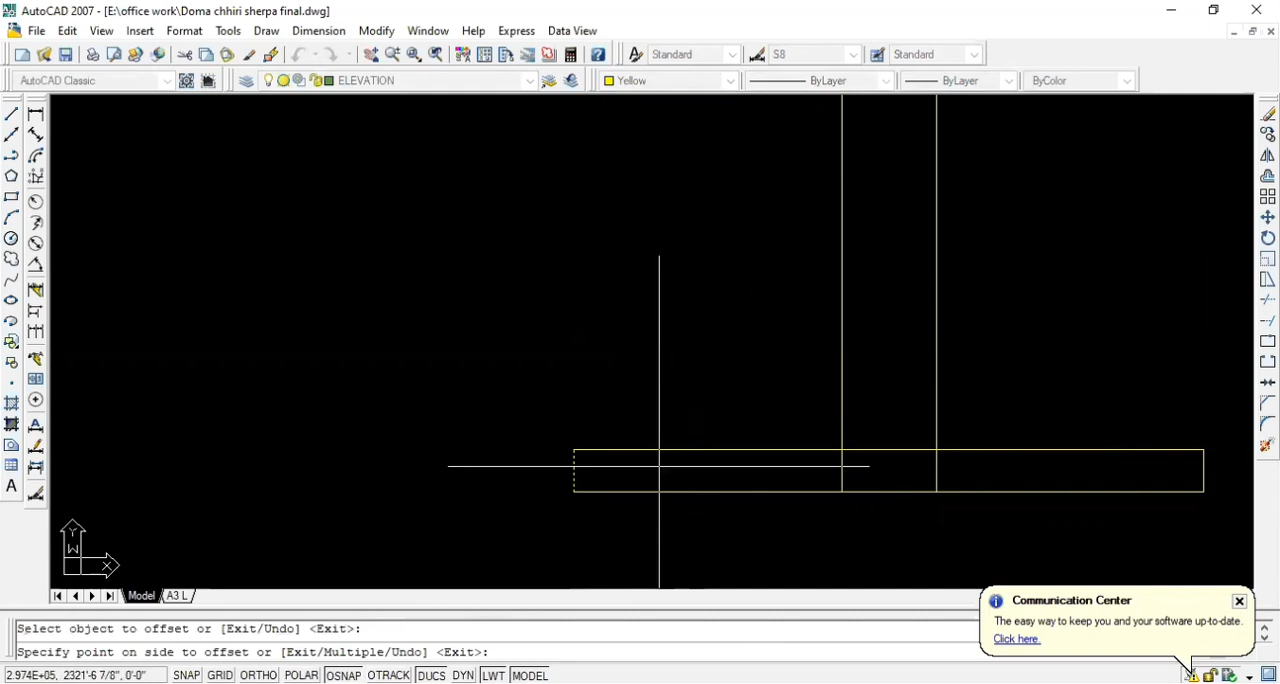 AutoCAD 2007 - [E:\office work\Doma chhiri sherpa final.dwg]
File Edit View Insert Format Tools Draw Dimension Modify Window Help Express Data View
Standard S8 Standard
AutoCAD Classic ELEVATION Yellow ByLayer ByLayer ByColor
A
Y
W
X
Model A3 L
Communication Center
The easy way to keep you and your software up-to-date.
Click here.
Select object to offset or [Exit/Undo] <Exit>:
Specify point on side to offset or [Exit/Multiple/Undo] <Exit>:
2.974E+05, 2321'-6 7/8", 0'-0" SNAP GRID ORTHO POLAR OSNAP OTRACK DUCS DYN LWT MODEL